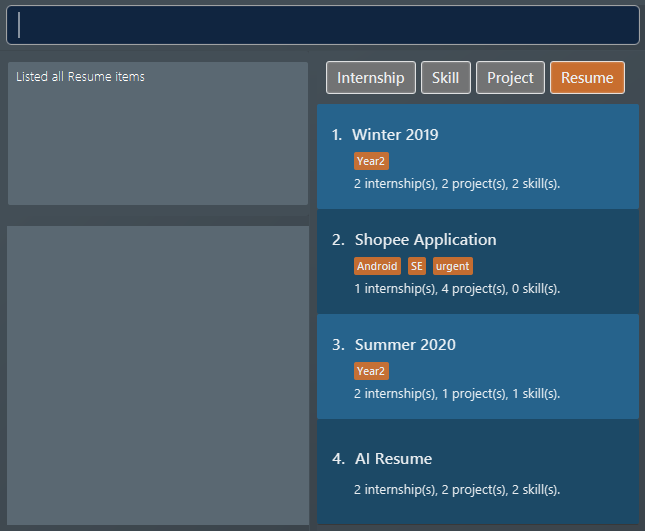 Listed all Resume items
Internship Skill Project Resume
1. Winter 2019
Year2
2 internship(s), 2 project(s), 2 skill(s).
2. Shopee Application
Android SE urgent
1 internship(s), 4 project(s), 0 skill(s).
3. Summer 2020
Year2
2 internship(s), 1 project(s), 1 skill(s).
4. AI Resume
2 internship(s), 2 project(s), 2 skill(s).